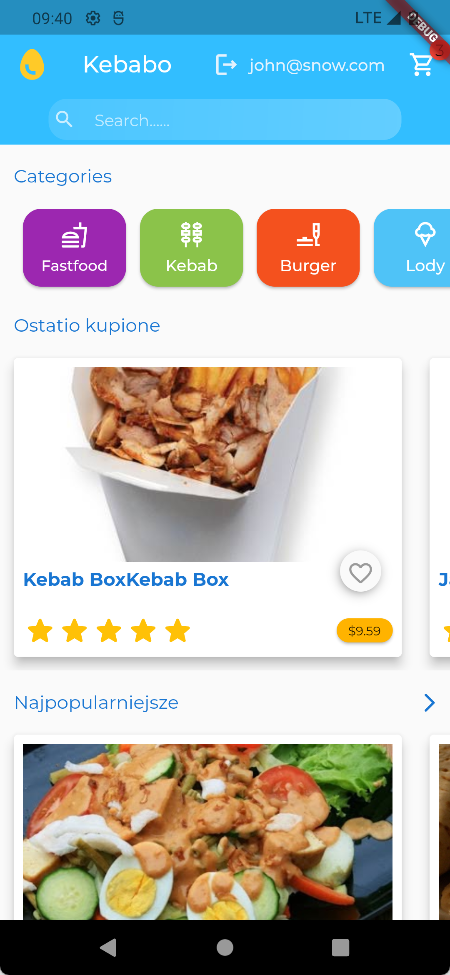 09:40
LTE
DEBUG
Kebabo
john@snow.com
3
Search......
Categories
Fastfood
Kebab
Burger
Lody
Ostatio kupione
Kebab BoxKebab Box
$9.59
Najpopularniejsze